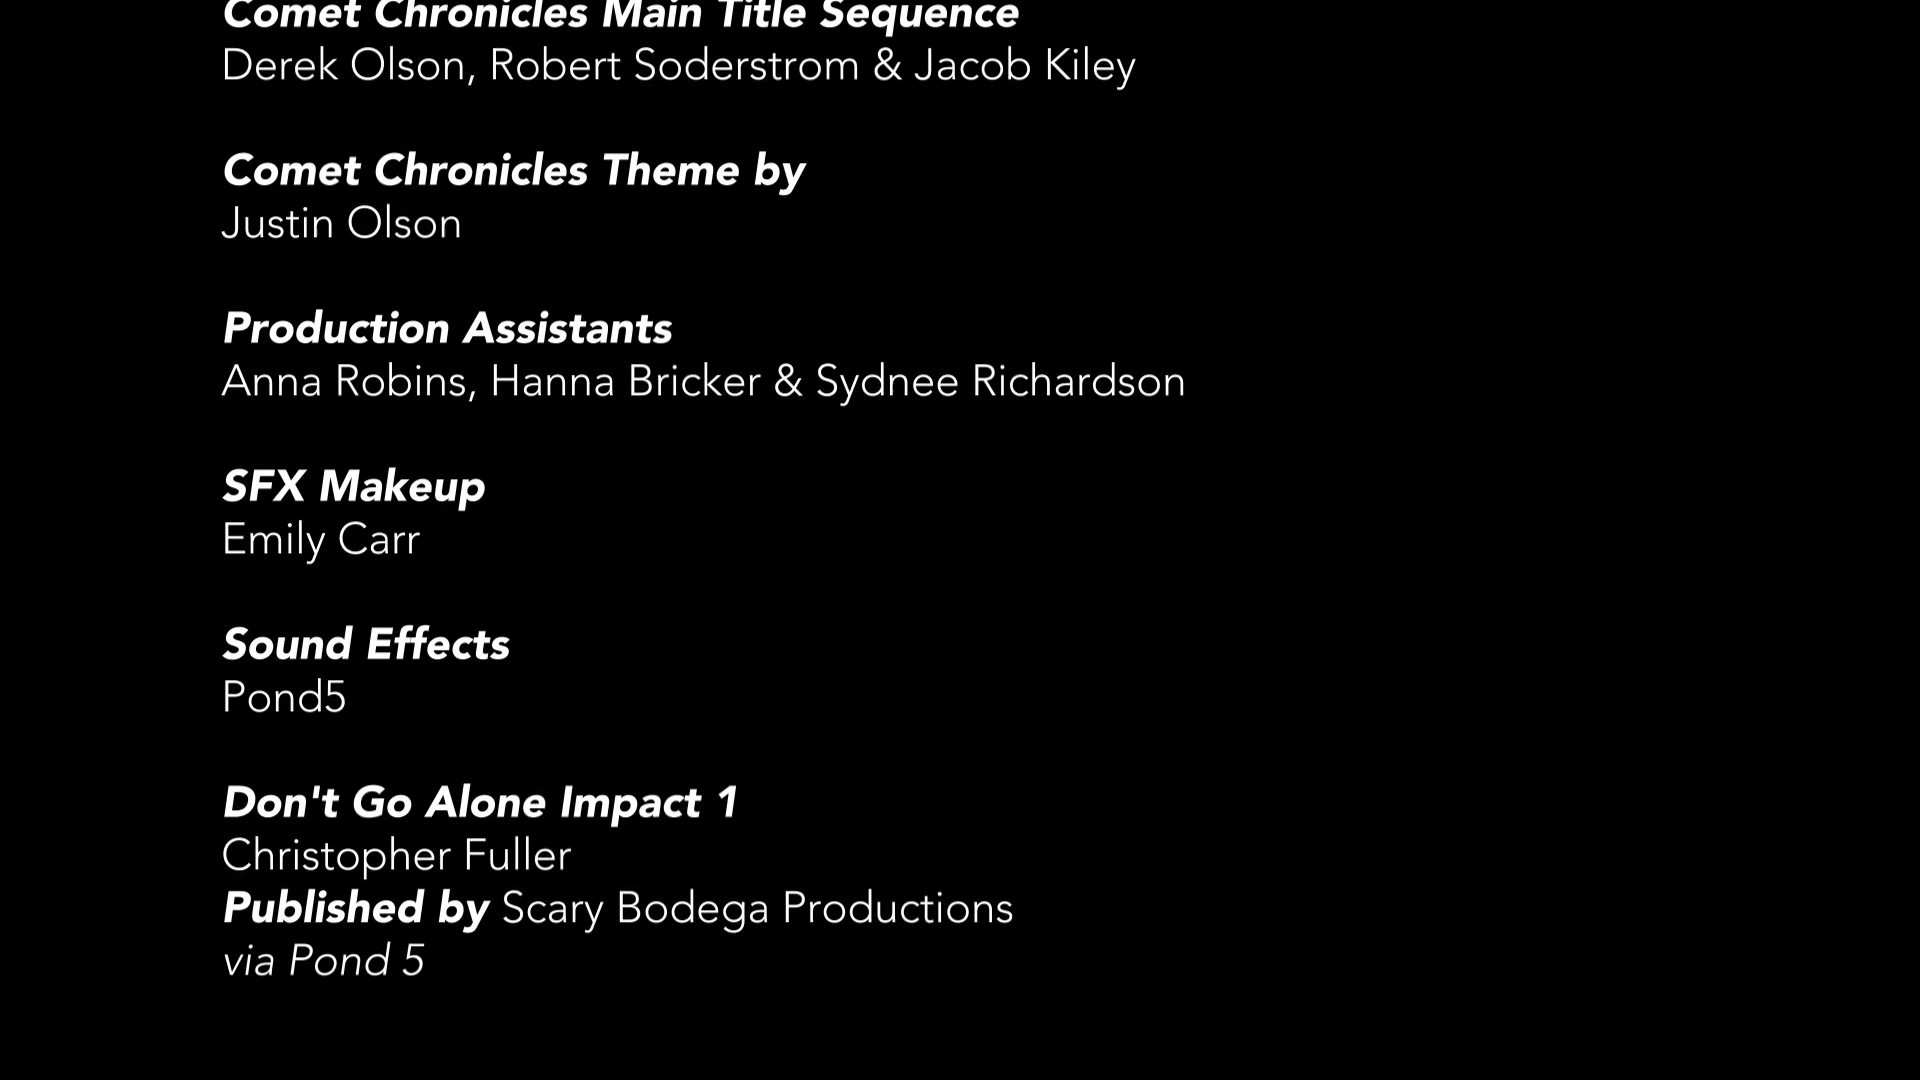 Comet Chronicles Main Title Sequence
Derek Olson, Robert Soderstrom & Jacob Kiley
Comet Chronicles Theme by
Justin Olson
Production Assistants
Anna Robins, Hanna Bricker & Sydnee Richardson
SFX Makeup
Emily Carr
Sound Effects
Pond5
Don't Go Alone Impact 1
Christopher Fuller
Published by Scary Bodega Productions
via Pond 5